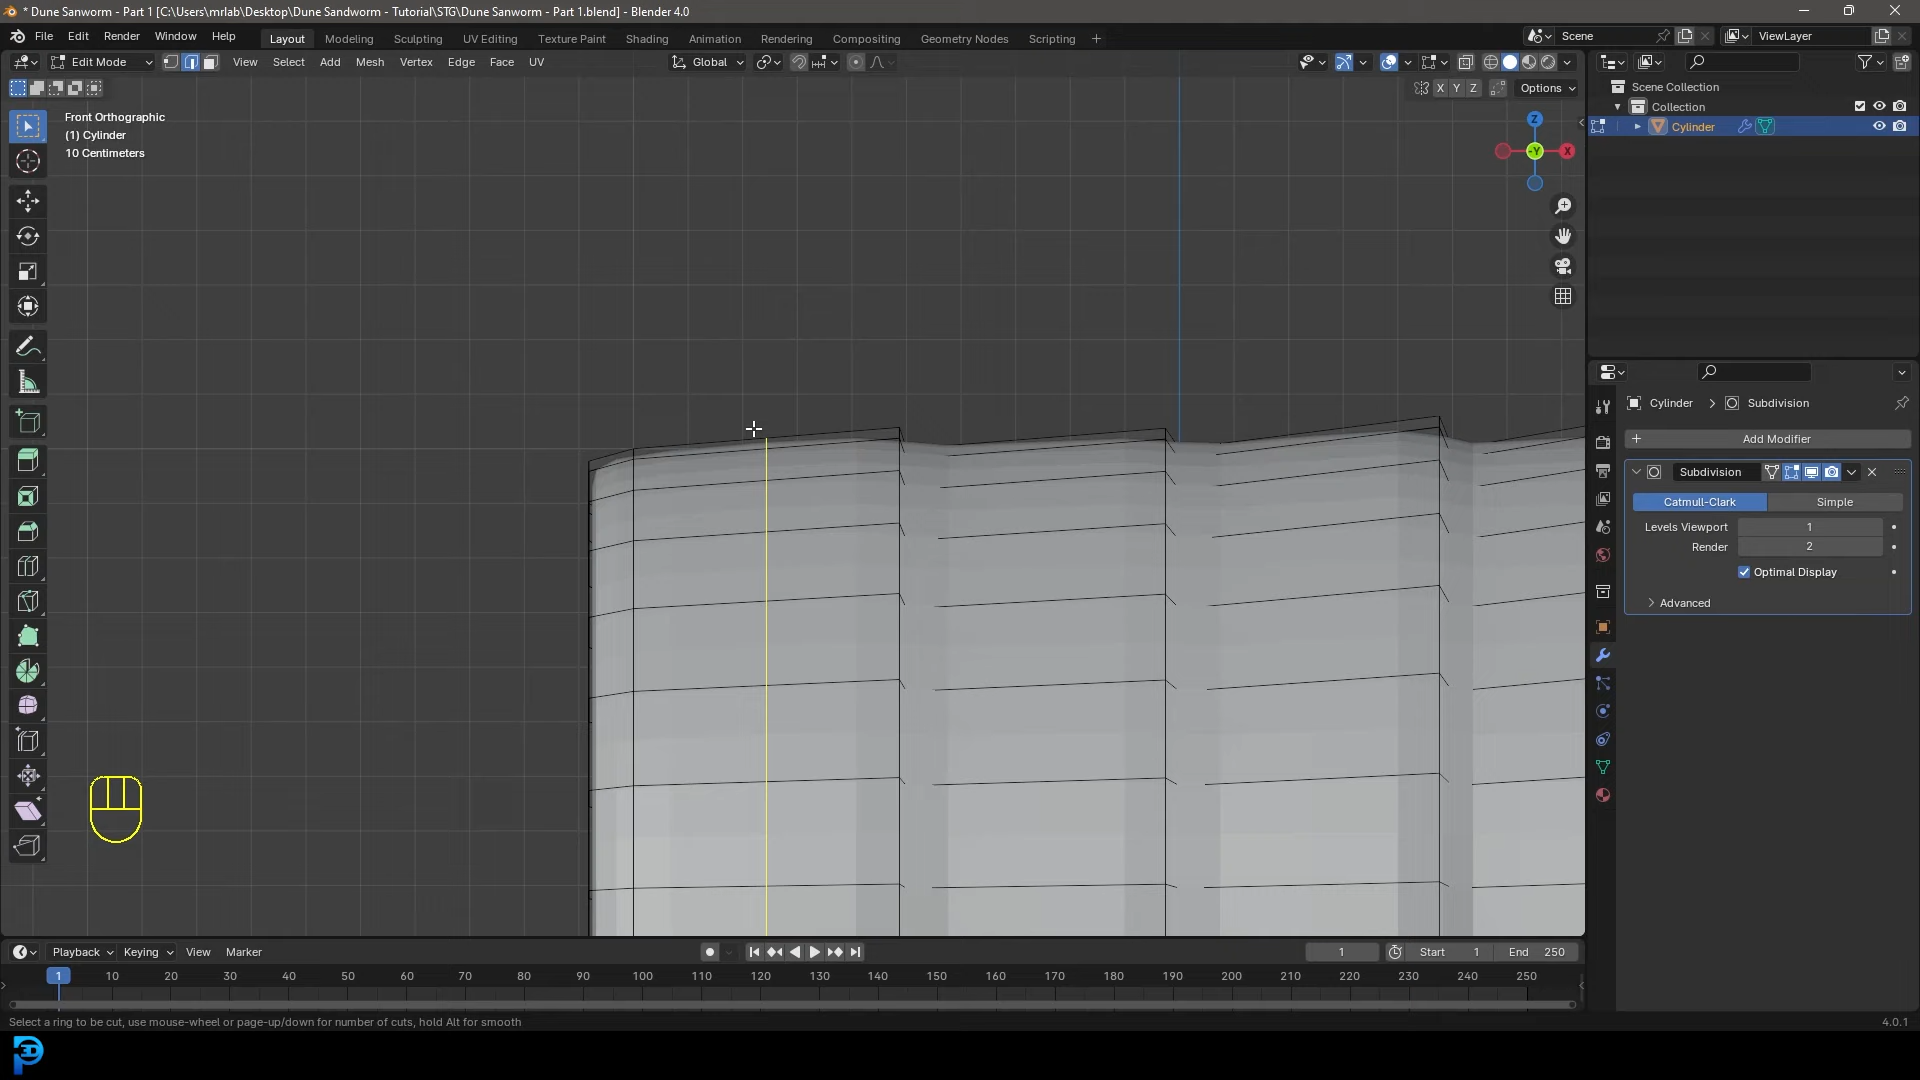 * Dune Sanworm - Part 1 [C:\Users\mrlab\Desktop\Dune Sandworm - Tutorial\STG\Dune Sanworm - Part 1.blend] - Blender 4.0
File Edit Render Window Help
Layout Modeling Sculpting UV Editing Texture Paint Shading Animation Rendering Compositing Geometry Nodes Scripting +
Scene
ViewLayer
Edit Mode
View Select Add Mesh Vertex Edge Face UV
Global
X Y Z
Options
Front Orthographic
(1) Cylinder
10 Centimeters
Z
-Y
X
Scene Collection
Collection
Cylinder
Cylinder > Subdivision
+ Add Modifier
Subdivision
Catmull-Clark Simple
Levels Viewport 1
Render 2
Optimal Display
Advanced
Playback Keying View Marker
1
Start 1
End 250
1 10 20 30 40 50 60 70 80 90 100 110 120 130 140 150 160 170 180 190 200 210 220 230 240 250
Select a ring to be cut, use mouse-wheel or page-up/down for number of cuts, hold Alt for smooth
4.0.1